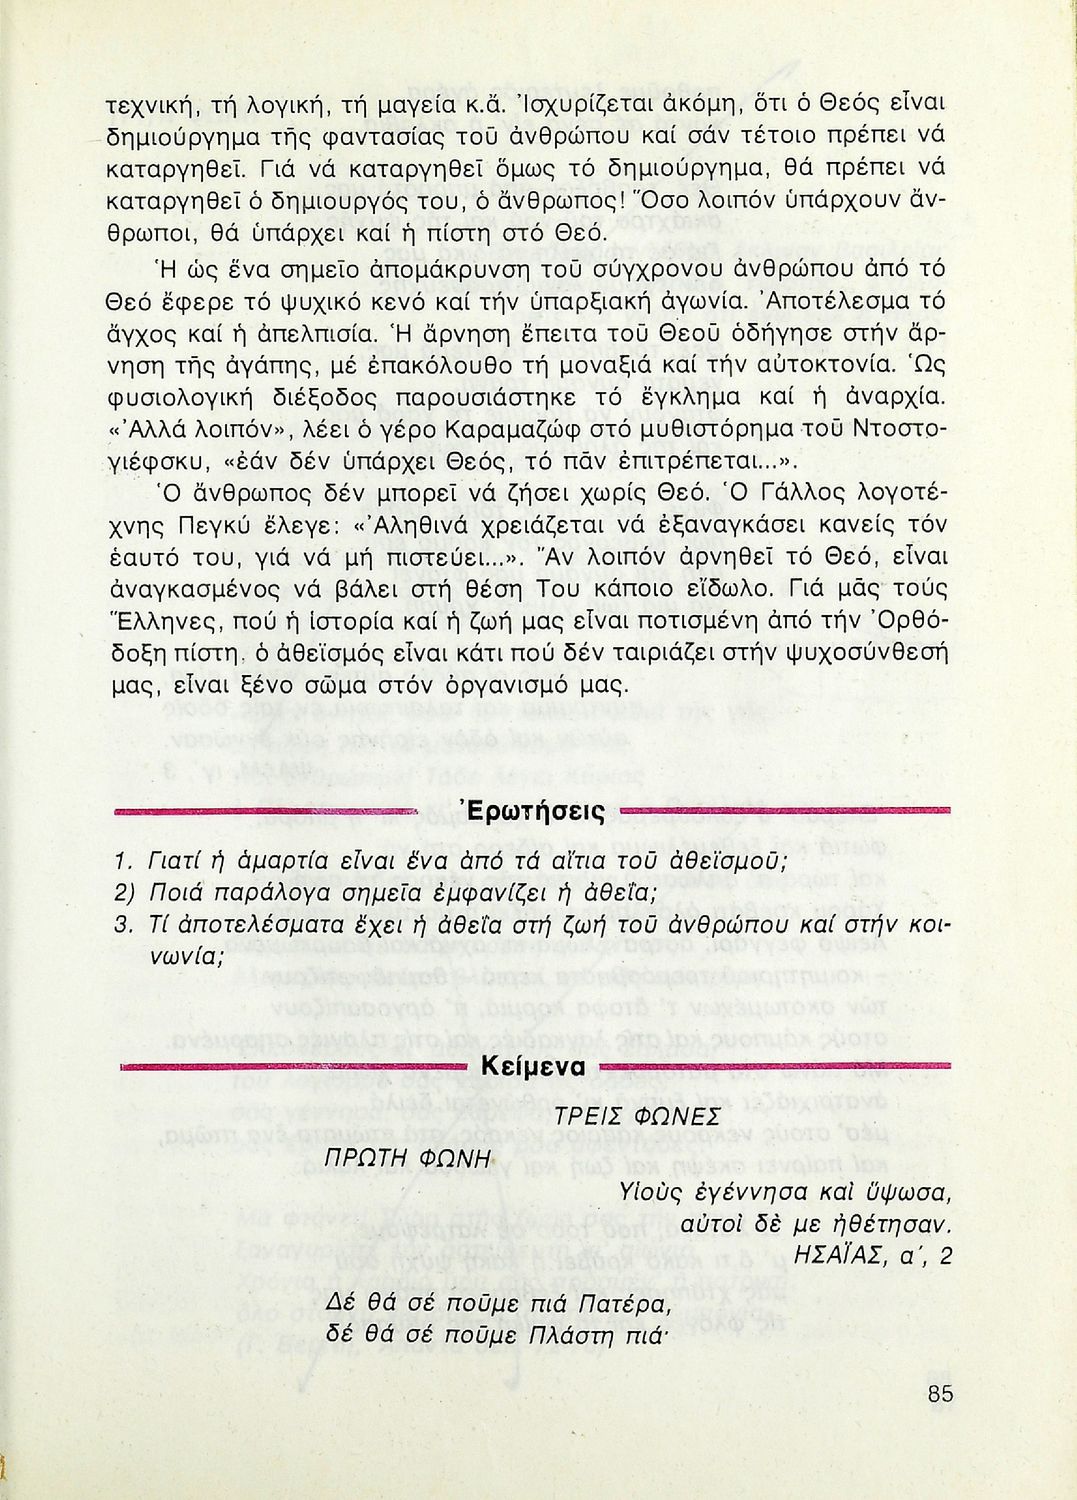 τεχνική, τή λογική, τή μαγεία κ.ἄ. Ἰσχυρίζεται ἀκόμη, ὅτι ὁ Θεός εἶναι
δημιούργημα τῆς φαντασίας τοῦ ἀνθρώπου καί σάν τέτοιο πρέπει νά
καταργηθεῖ. Γιά νά καταργηθεῖ ὅμως τό δημιούργημα, θά πρέπει νά
καταργηθεῖ ὁ δημιουργός του, ὁ ἄνθρωπος! Ὅσο λοιπόν ὑπάρχουν ἄν-
θρωποι, θά ὑπάρχει καί ἡ πίστη στό Θεό.
Ἡ ὡς ἕνα σημεῖο ἀπομάκρυνση τοῦ σύγχρονου ἀνθρώπου ἀπό τό
Θεό ἔφερε τό ψυχικό κενό καί τήν ὑπαρξιακή ἀγωνία. Ἀποτέλεσμα τό
ἄγχος καί ἡ ἀπελπισία. Ἡ ἄρνηση ἔπειτα τοῦ Θεοῦ ὁδήγησε στήν ἄρ-
νηση τῆς ἀγάπης, μέ ἐπακόλουθο τή μοναξιά καί τήν αὐτοκτονία. Ὡς
φυσιολογική διέξοδος παρουσιάστηκε τό ἔγκλημα καί ἡ ἀναρχία.
«Ἀλλά λοιπόν», λέει ὁ γέρο Καραμαζώφ στό μυθιστόρημα τοῦ Ντοστο-
γιέφσκυ, «ἐάν δέν ὑπάρχει Θεός, τό πᾶν ἐπιτρέπεται...».
Ὁ ἄνθρωπος δέν μπορεῖ νά ζήσει χωρίς Θεό. Ὁ Γάλλος λογοτέ-
χνης Πεγκύ ἔλεγε: «Ἀληθινά χρειάζεται νά ἐξαναγκάσει κανείς τόν
ἑαυτό του, γιά νά μή πιστεύει...». Ἄν λοιπόν ἀρνηθεῖ τό Θεό, εἶναι
ἀναγκασμένος νά βάλει στή θέση Του κάποιο εἴδωλο. Γιά μᾶς τούς
Ἕλληνες, πού ἡ ἱστορία καί ἡ ζωή μας εἶναι ποτισμένη ἀπό τήν Ὀρθό-
δοξη πίστη, ὁ ἀθεϊσμός εἶναι κάτι πού δέν ταιριάζει στήν ψυχοσύνθεσή
μας, εἶναι ξένο σῶμα στόν ὀργανισμό μας.
Ἐρωτήσεις
1. Γιατί ἡ ἁμαρτία εἶναι ἕνα ἀπό τά αἴτια τοῦ ἀθεϊσμοῦ;
2) Ποιά παράλογα σημεῖα ἐμφανίζει ἡ ἀθεΐα;
3. Τί ἀποτελέσματα ἔχει ἡ ἀθεΐα στή ζωή τοῦ ἀνθρώπου καί στήν κοι-
νωνία;
Κείμενα
ΤΡΕΙΣ ΦΩΝΕΣ
ΠΡΩΤΗ ΦΩΝΗ
Υἱοὺς ἐγέννησα καὶ ὕψωσα,
αὐτοὶ δὲ με ἠθέτησαν.
ΗΣΑΪΑΣ, α΄, 2
Δέ θά σέ ποῦμε πιά Πατέρα,
δέ θά σέ ποῦμε Πλάστη πιά·
85